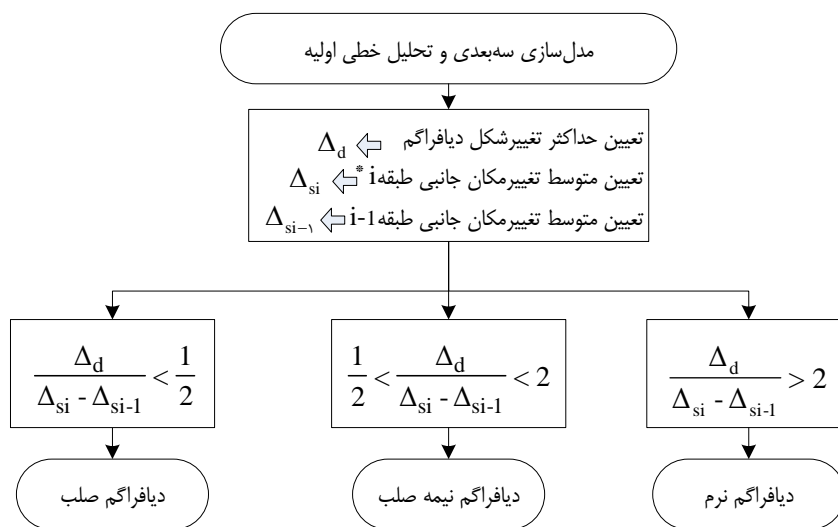 مدل‌سازی سه‌بعدی و تحلیل خطی اولیه
تعیین حداکثر تغییرشکل دیافراگم ⇦ Δd
تعیین متوسط تغییرمکان جانبی طبقه i* ⇦ Δsi
تعیین متوسط تغییرمکان جانبی طبقه i-1 ⇦ Δsi-۱
Δd / (Δsi - Δsi-1) > 2
1/2 < Δd / (Δsi - Δsi-1) < 2
Δd / (Δsi - Δsi-1) < 1/2
دیافراگم نرم
دیافراگم نیمه صلب
دیافراگم صلب